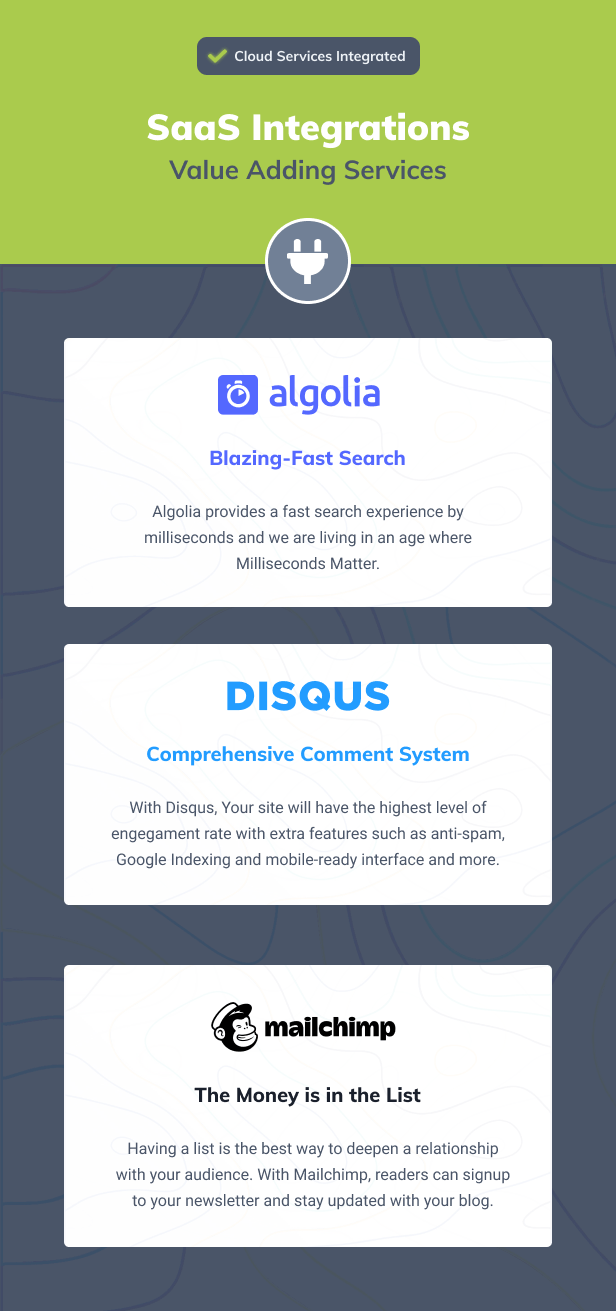 Cloud Services Integrated
SaaS Integrations
Value Adding Services
algolia
Blazing-Fast Search
Algolia provides a fast search experience by
milliseconds and we are living in an age where
Milliseconds Matter.
DISQUS
Comprehensive Comment System
With Disqus, Your site will have the highest level of
engegament rate with extra features such as anti-spam,
Google Indexing and mobile-ready interface and more.
mailchimp
The Money is in the List
Having a list is the best way to deepen a relationship
with your audience. With Mailchimp, readers can signup
to your newsletter and stay updated with your blog.